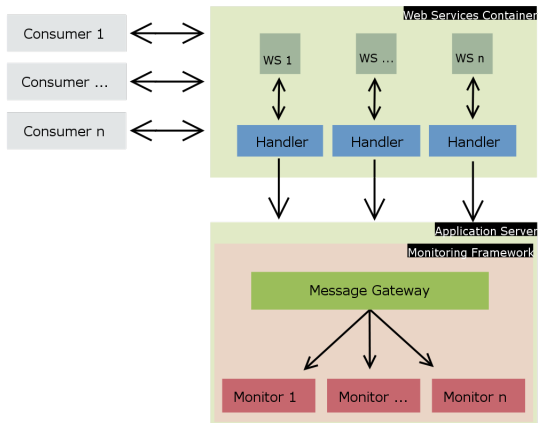 Web Services Container
Consumer 1
Consumer ...
Consumer n
WS 1
WS ...
WS n
Handler
Handler
Handler
Application Server
Monitoring Framework
Message Gateway
Monitor 1
Monitor ...
Monitor n